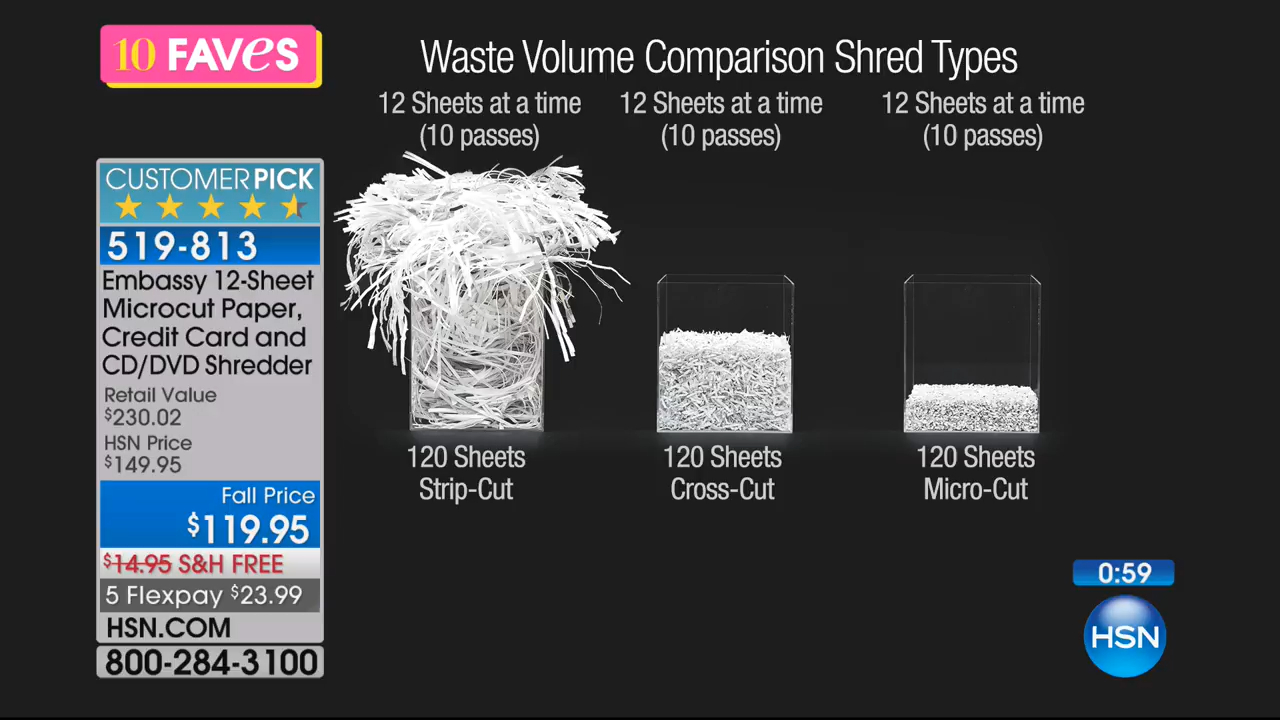 10 FAVeS
Waste Volume Comparison Shred Types
12 Sheets at a time
(10 passes)
12 Sheets at a time
(10 passes)
12 Sheets at a time
(10 passes)
CUSTOMER PICK
519-813
Embassy 12-Sheet
Microcut Paper,
Credit Card and
CD/DVD Shredder
Retail Value
$230.02
HSN Price
$149.95
Fall Price
$119.95
$14.95 S&H FREE
5 Flexpay $23.99
HSN.COM
800-284-3100
120 Sheets
Strip-Cut
120 Sheets
Cross-Cut
120 Sheets
Micro-Cut
0:59
HSN